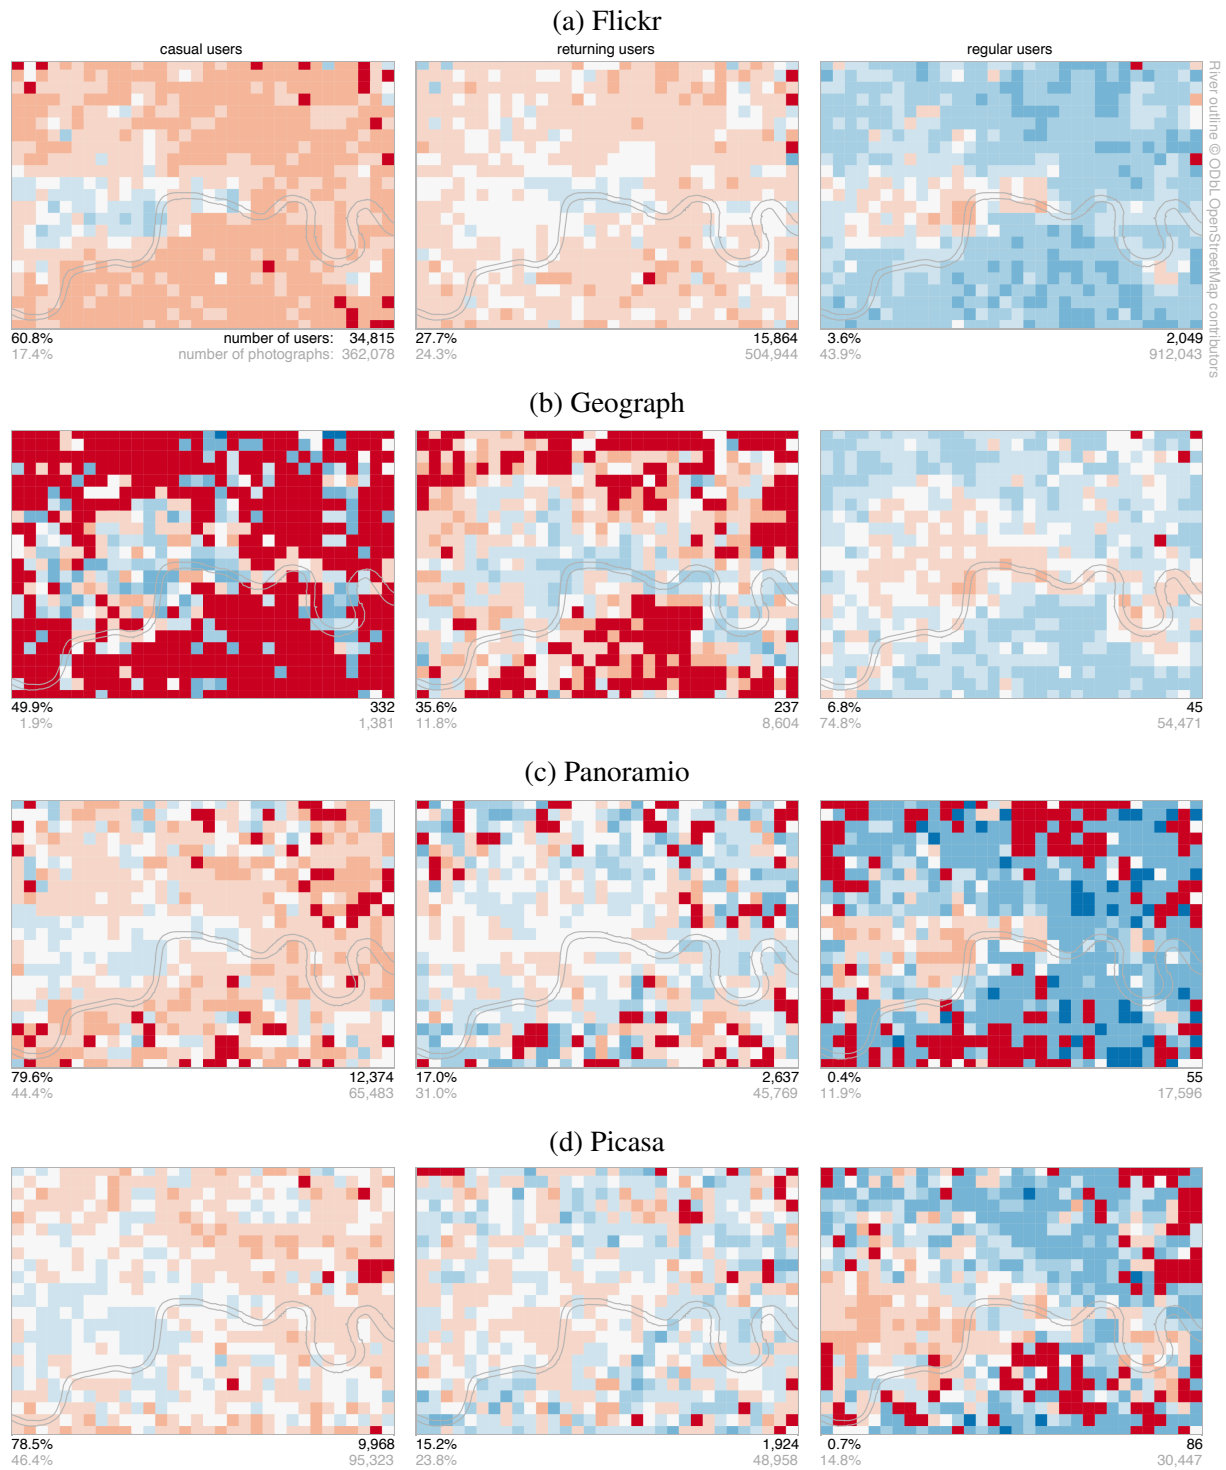 (a) Flickr
casual users
returning users
regular users
River outline © ODbL OpenStreetMap contributors
60.8% number of users: 34,815
17.4% number of photographs: 362,078
27.7% 15,864
24.3% 504,944
3.6% 2,049
43.9% 912,043
(b) Geograph
49.9% 332
1.9% 1,381
35.6% 237
11.8% 8,604
6.8% 45
74.8% 54,471
(c) Panoramio
79.6% 12,374
44.4% 65,483
17.0% 2,637
31.0% 45,769
0.4% 55
11.9% 17,596
(d) Picasa
78.5% 9,968
46.4% 95,323
15.2% 1,924
23.8% 48,958
0.7% 86
14.8% 30,447